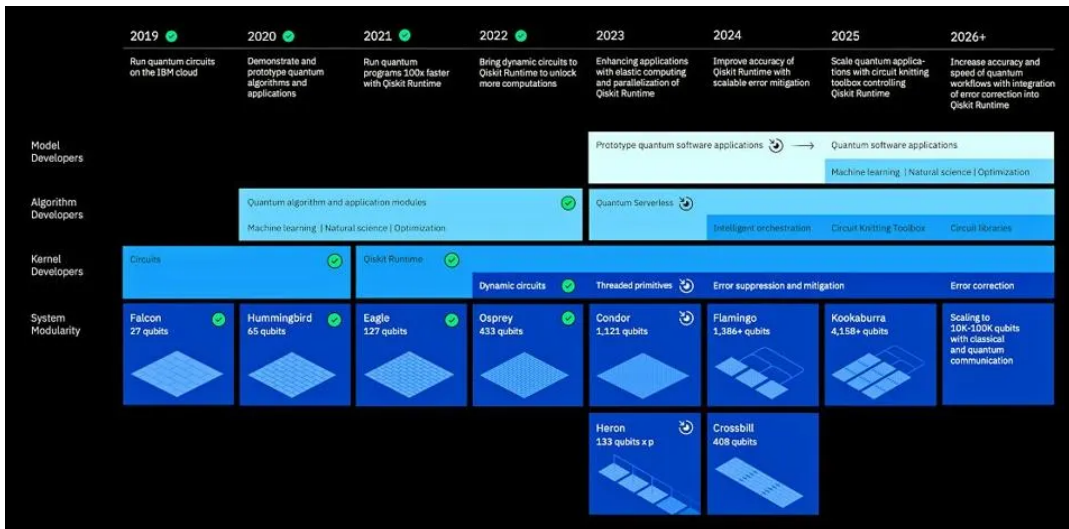 2019
2020
2021
2022
2023
2024
2025
2026+
Run quantum circuits
on the IBM cloud
Demonstrate and
prototype quantum
algorithms and
applications
Run quantum
programs 100x faster
with Qiskit Runtime
Bring dynamic circuits to
Qiskit Runtime to unlock
more computations
Enhancing applications
with elastic computing
and parallelization of
Qiskit Runtime
Improve accuracy of
Qiskit Runtime with
scalable error mitigation
Scale quantum applica-
tions with circuit knitting
toolbox controlling
Qiskit Runtime
Increase accuracy and
speed of quantum
workflows with integration
of error correction into
Qiskit Runtime
Model
Developers
Prototype quantum software applications →
Quantum software applications
Machine learning | Natural science | Optimization
Algorithm
Developers
Quantum algorithm and application modules
Machine learning | Natural science | Optimization
Quantum Serverless
Intelligent orchestration
Circuit Knitting Toolbox
Circuit libraries
Kernel
Developers
Circuits
Qiskit Runtime
Dynamic circuits
Threaded primitives
Error suppression and mitigation
Error correction
System
Modularity
Falcon
27 qubits
Hummingbird
65 qubits
Eagle
127 qubits
Osprey
433 qubits
Condor
1,121 qubits
Flamingo
1,386+ qubits
Kookaburra
4,158+ qubits
Scaling to
10K-100K qubits
with classical
and quantum
communication
Heron
133 qubits x p
Crossbill
408 qubits